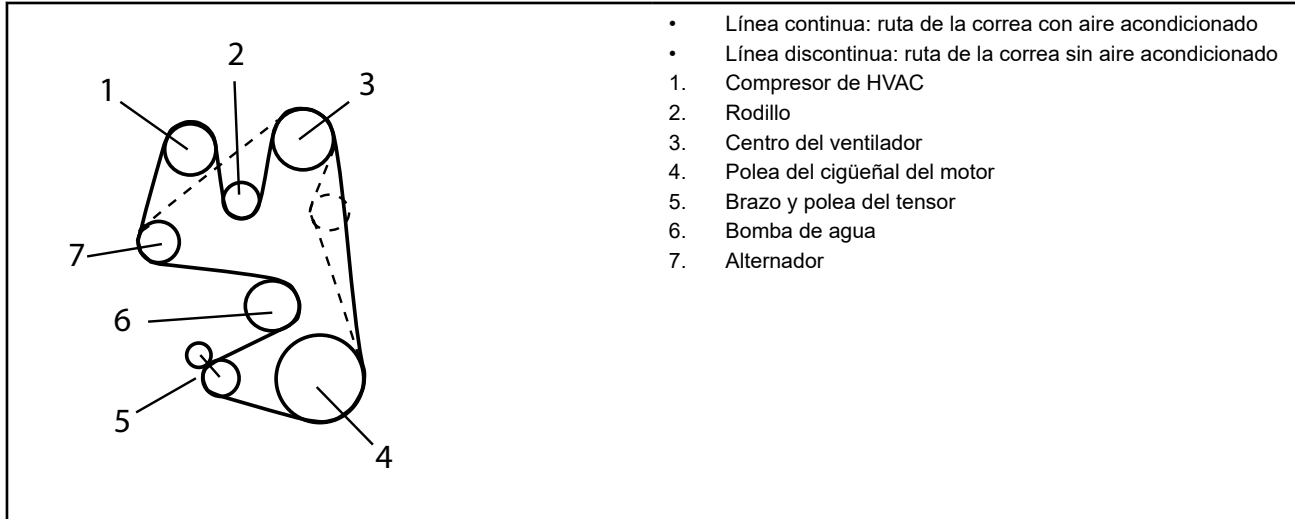 2
1
3
7
6
5
4
• Línea continua: ruta de la correa con aire acondicionado
• Línea discontinua: ruta de la correa sin aire acondicionado
1. Compresor de HVAC
2. Rodillo
3. Centro del ventilador
4. Polea del cigüeñal del motor
5. Brazo y polea del tensor
6. Bomba de agua
7. Alternador